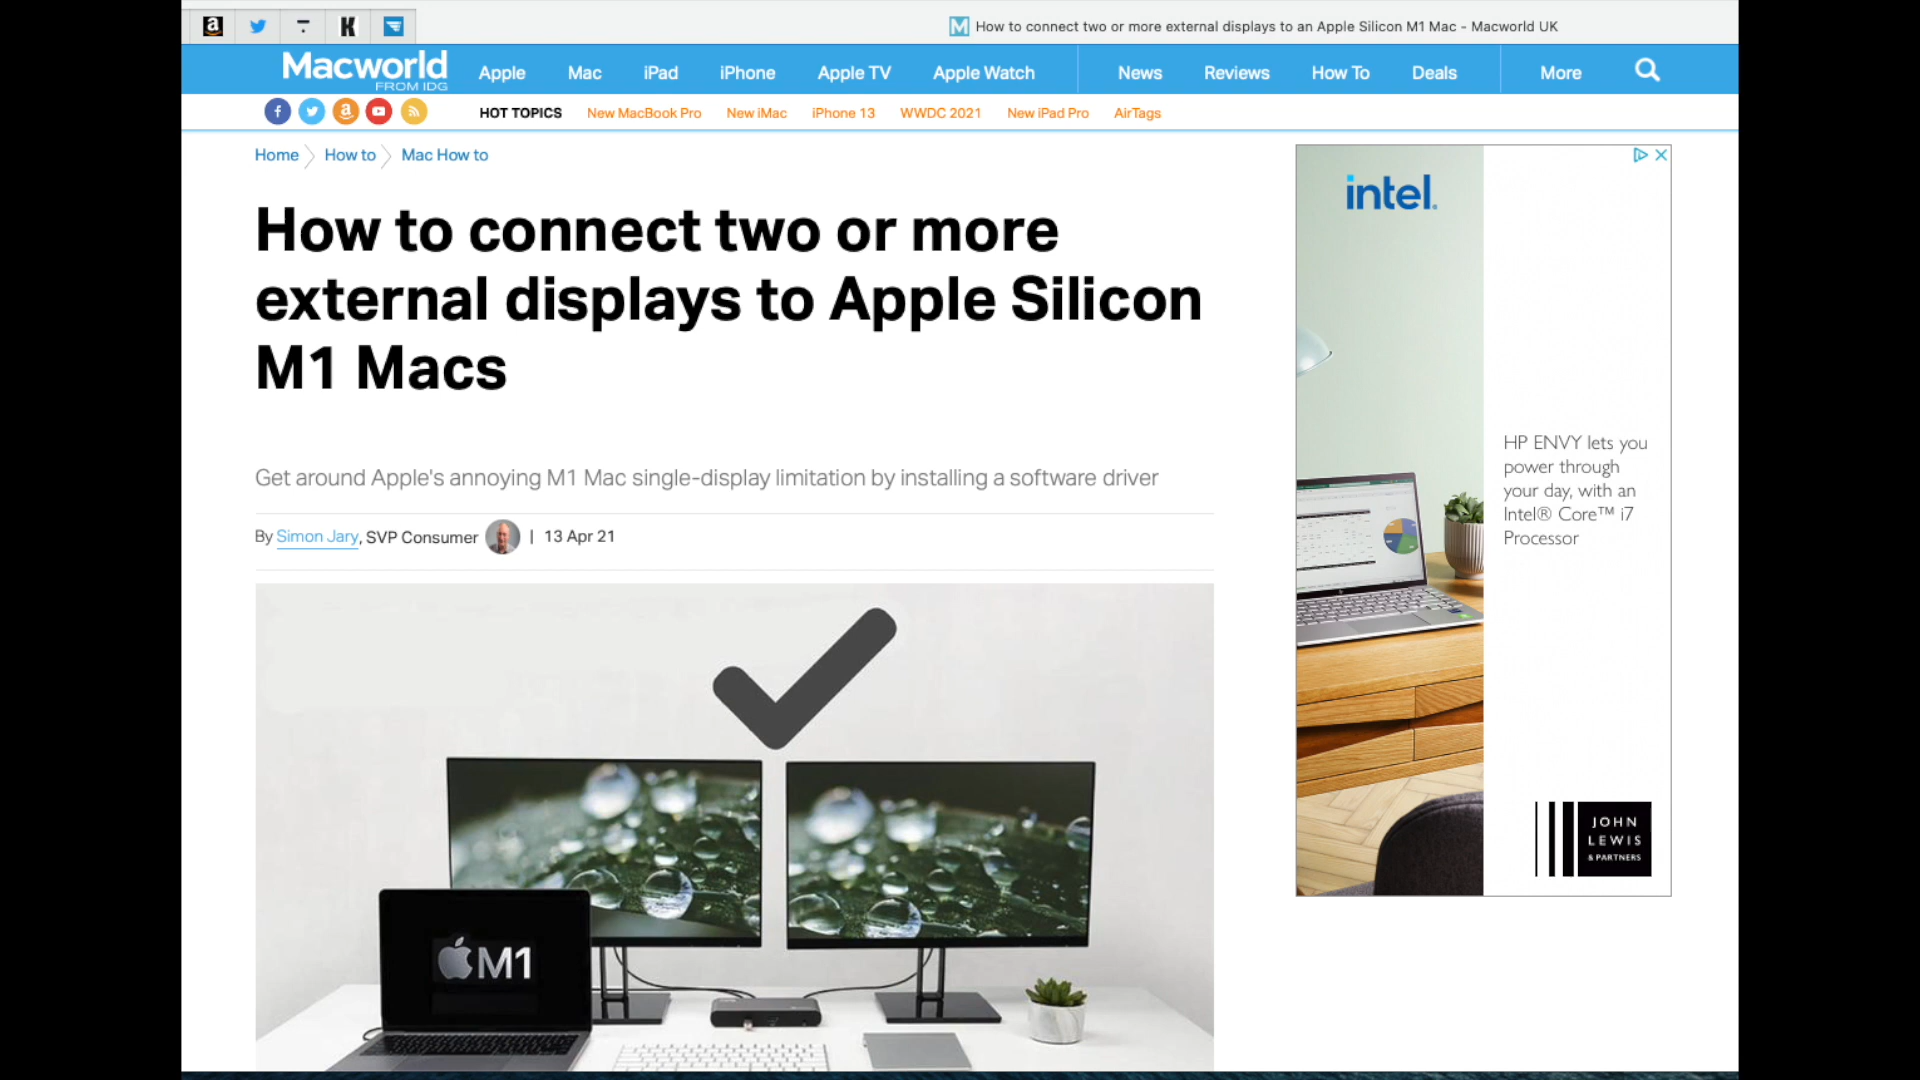 How to connect two or more external displays to an Apple Silicon M1 Mac - Macworld UK
Macworld
FROM IDG
Apple Mac iPad iPhone Apple TV Apple Watch News Reviews How To Deals More
HOT TOPICS New MacBook Pro New iMac iPhone 13 WWDC 2021 New iPad Pro AirTags
Home How to Mac How to
How to connect two or more
external displays to Apple Silicon
M1 Macs
Get around Apple's annoying M1 Mac single-display limitation by installing a software driver
By Simon Jary, SVP Consumer | 13 Apr 21
M1
intel.
HP ENVY lets you
power through
your day, with an
Intel® Core™ i7
Processor
JOHN
LEWIS
& PARTNERS